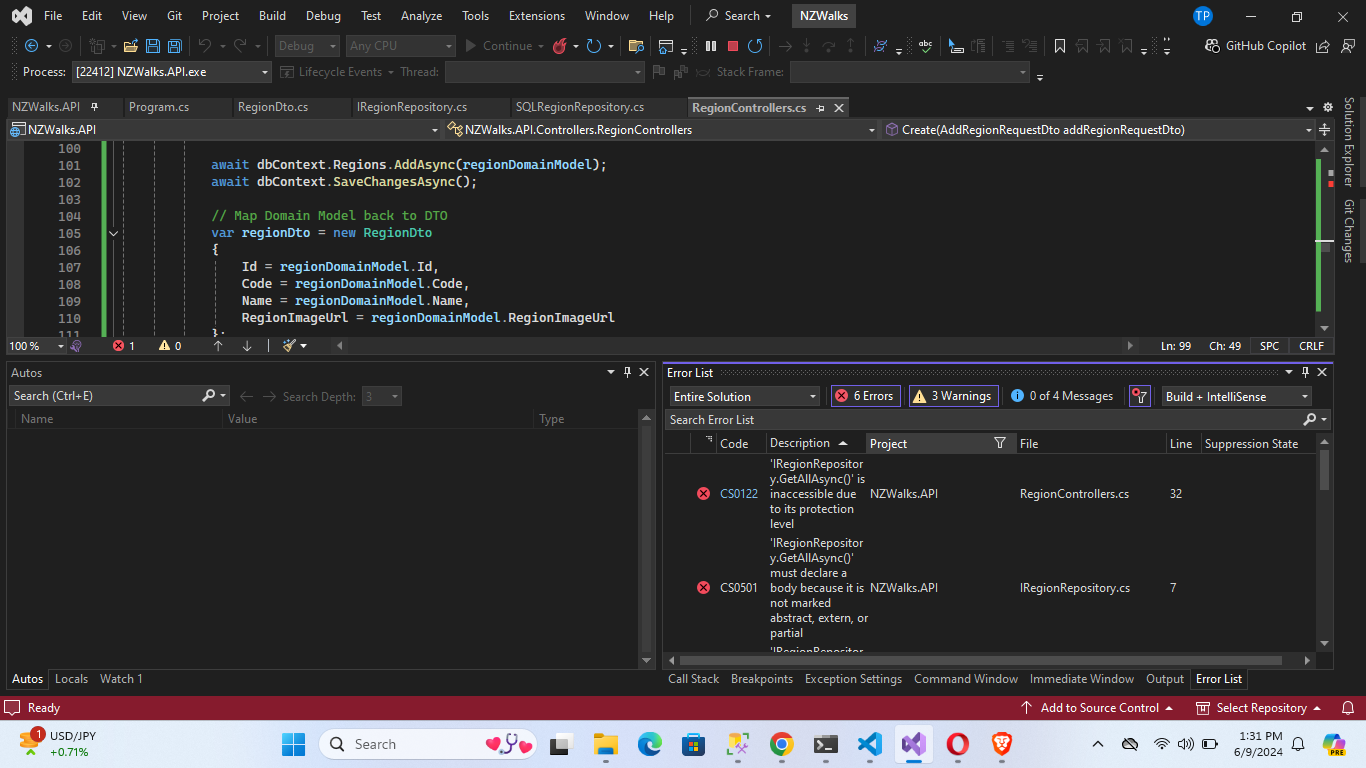 File Edit View Git Project Build Debug Test Analyze Tools Extensions Window Help Search NZWalks TP
Debug Any CPU Continue abc GitHub Copilot
Process: [22412] NZWalks.API.exe Lifecycle Events Thread: Stack Frame:
NZWalks.API Program.cs RegionDto.cs IRegionRepository.cs SQLRegionRepository.cs RegionControllers.cs
NZWalks.API NZWalks.API.Controllers.RegionControllers Create(AddRegionRequestDto addRegionRequestDto)
Solution Explorer
Git Changes
100
101 await dbContext.Regions.AddAsync(regionDomainModel);
102 await dbContext.SaveChangesAsync();
103
104 // Map Domain Model back to DTO
105 var regionDto = new RegionDto
106 {
107 Id = regionDomainModel.Id,
108 Code = regionDomainModel.Code,
109 Name = regionDomainModel.Name,
110 RegionImageUrl = regionDomainModel.RegionImageUrl
111 };
100 % 1 0 Ln: 99 Ch: 49 SPC CRLF
Autos
Search (Ctrl+E) Search Depth: 3
Name Value Type
Autos Locals Watch 1
Error List
Entire Solution 6 Errors 3 Warnings 0 of 4 Messages Build + IntelliSense
Search Error List
Code Description Project File Line Suppression State
'IRegionRepositor
y.GetAllAsync()' is
CS0122 inaccessible due NZWalks.API RegionControllers.cs 32
to its protection
level
'IRegionRepositor
y.GetAllAsync()'
must declare a
CS0501 body because it is NZWalks.API IRegionRepository.cs 7
not marked
abstract, extern, or
partial
'IRegionRepositor
Call Stack Breakpoints Exception Settings Command Window Immediate Window Output Error List
Ready Add to Source Control Select Repository
1 USD/JPY
+0.71%
Search
PRE
1:31 PM
6/9/2024